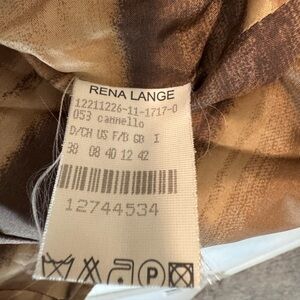 RENA LANGE
12211226-11-1717-0
053 cammello
D/CH US F/B GB I
38 08 40 12 42
12744534
P